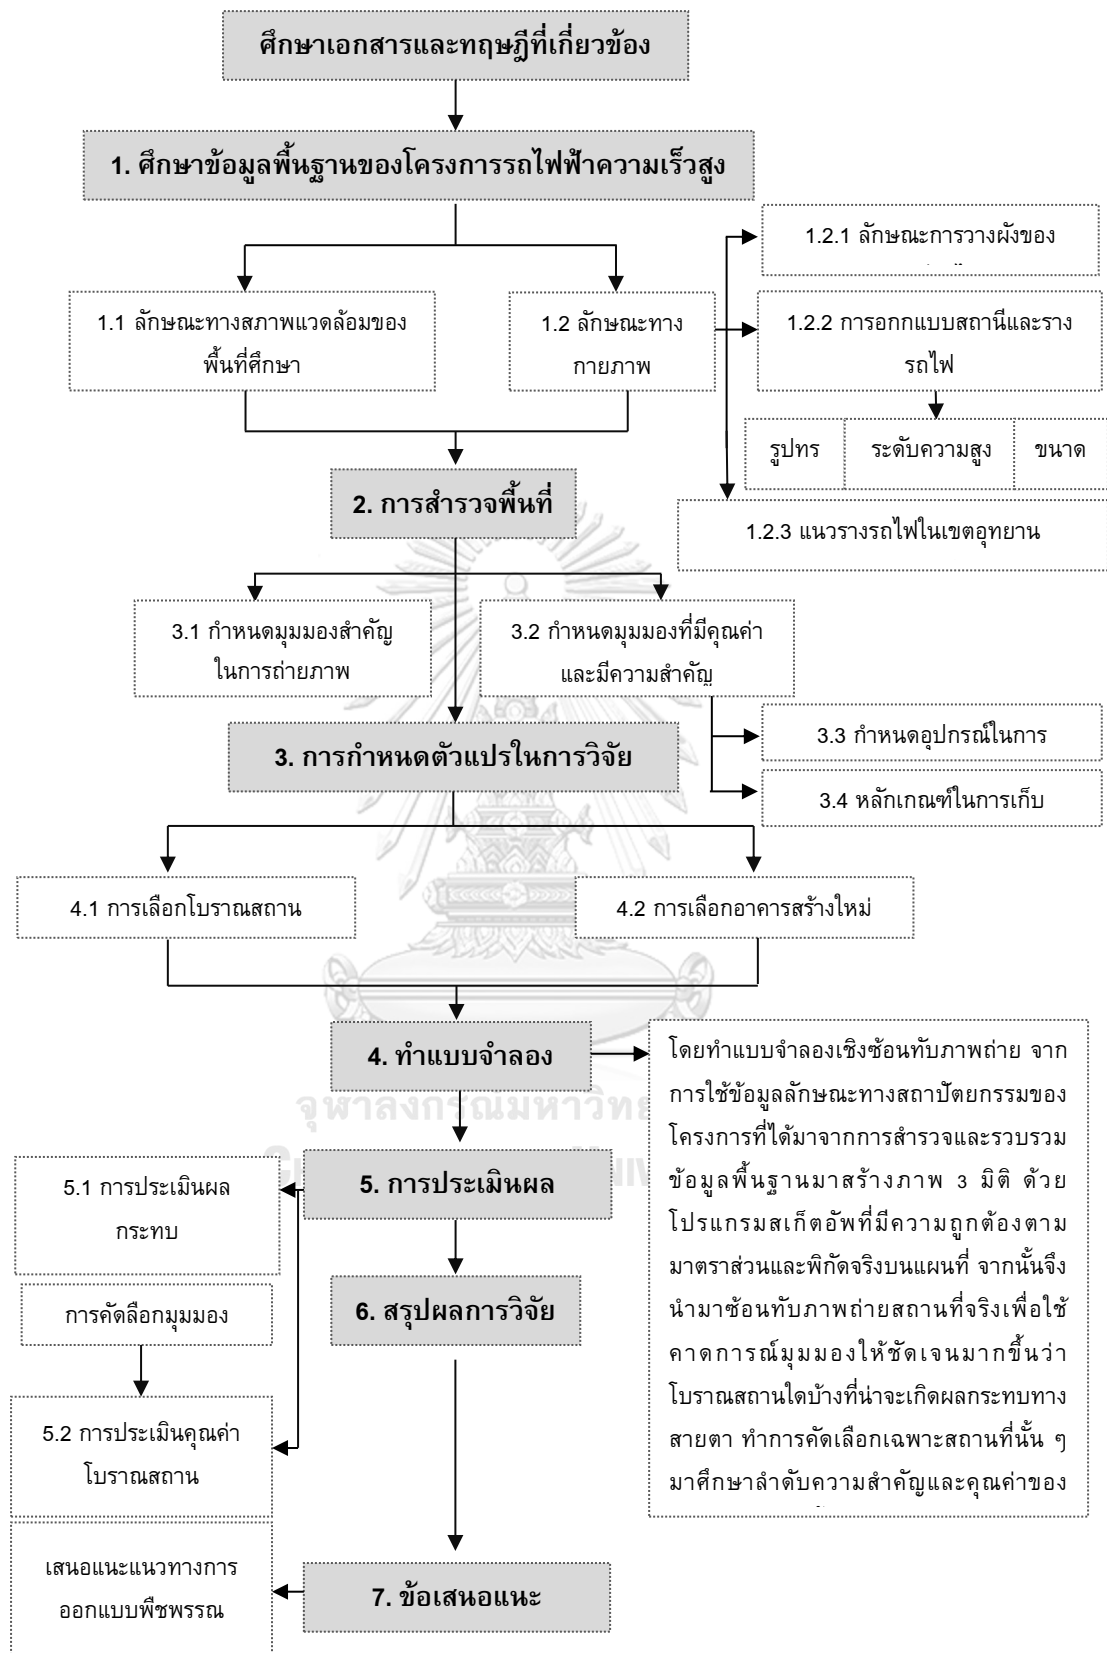 ศึกษาเอกสารและทฤษฎีที่เกี่ยวข้อง
1. ศึกษาข้อมูลพื้นฐานของโครงการรถไฟฟ้าความเร็วสูง
1.1 ลักษณะทางสภาพแวดล้อมของ
พื้นที่ศึกษา
1.2 ลักษณะทาง
กายภาพ
1.2.1 ลักษณะการวางผังของ
1.2.2 การอกกแบบสถานีและราง
รถไฟ
รูปทร
ระดับความสูง
ขนาด
1.2.3 แนวรางรถไฟในเขตอุทยาน
2. การสำรวจพื้นที่
3.1 กำหนดมุมมองสำคัญ
ในการถ่ายภาพ
3.2 กำหนดมุมมองที่มีคุณค่า
และมีความสำคัญ
3. การกำหนดตัวแปรในการวิจัย
3.3 กำหนดอุปกรณ์ในการ
3.4 หลักเกณฑ์ในการเก็บ
4.1 การเลือกโบราณสถาน
4.2 การเลือกอาคารสร้างใหม่
4. ทำแบบจำลอง
โดยทำแบบจำลองเชิงซ้อนทับภาพถ่าย จาก
การใช้ข้อมูลลักษณะทางสถาปัตยกรรมของ
โครงการที่ได้มาจากการสำรวจและรวบรวม
ข้อมูลพื้นฐานมาสร้างภาพ 3 มิติ ด้วย
โปรแกรมสเก็ตอัพที่มีความถูกต้องตาม
มาตราส่วนและพิกัดจริงบนแผนที่ จากนั้นจึง
นำมาซ้อนทับภาพถ่ายสถานที่จริงเพื่อใช้
คาดการณ์มุมมองให้ชัดเจนมากขึ้นว่า
โบราณสถานใดบ้างที่น่าจะเกิดผลกระทบทาง
สายตา ทำการคัดเลือกเฉพาะสถานที่นั้น ๆ
มาศึกษาลำดับความสำคัญและคุณค่าของ
จุฬาลงกรณ์มหาวิทย
5. การประเมินผล
5.1 การประเมินผล
กระทบ
การคัดลือกมุมมอง
5.2 การประเมินคุณค่า
โบราณสถาน
6. สรุปผลการวิจัย
7. ข้อเสนอแนะ
เสนอแนะแนวทางการ
ออกแบบพืชพรรณ